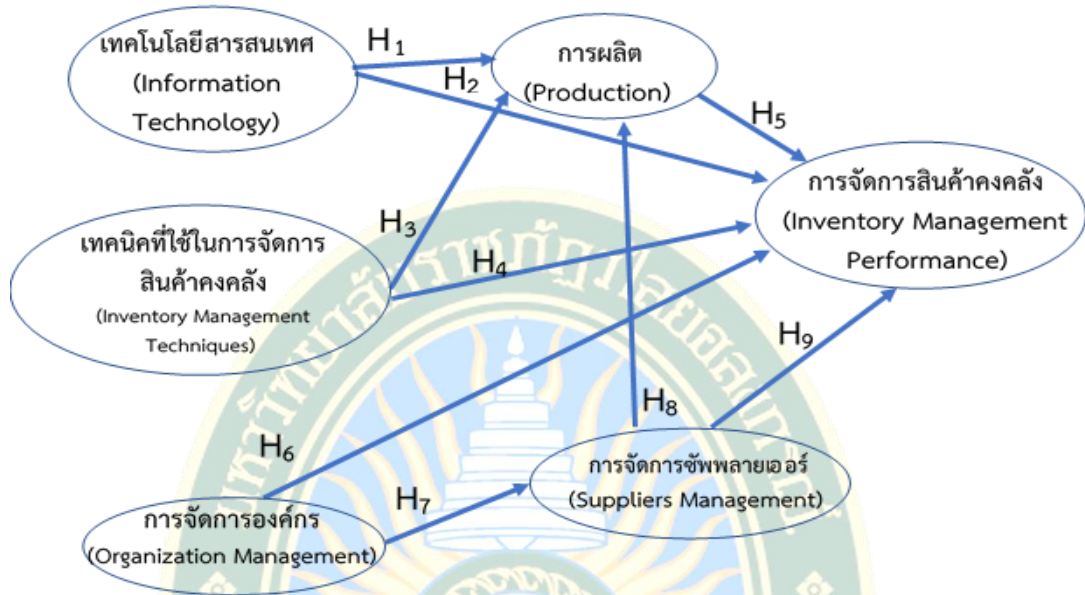 เทคโนโลยีสารสนเทศ
(Information
Technology)
H1
H2
การผลิต
(Production)
H5
การจัดการสินค้าคงคลัง
(Inventory Management
Performance)
เทคนิคที่ใช้ในการจัดการ
สินค้าคงคลัง
(Inventory Management
Techniques)
H3
H4
H9
H8
H6
การจัดการซัพพลายเออร์
(Suppliers Management)
H7
การจัดการองค์กร
(Organization Management)